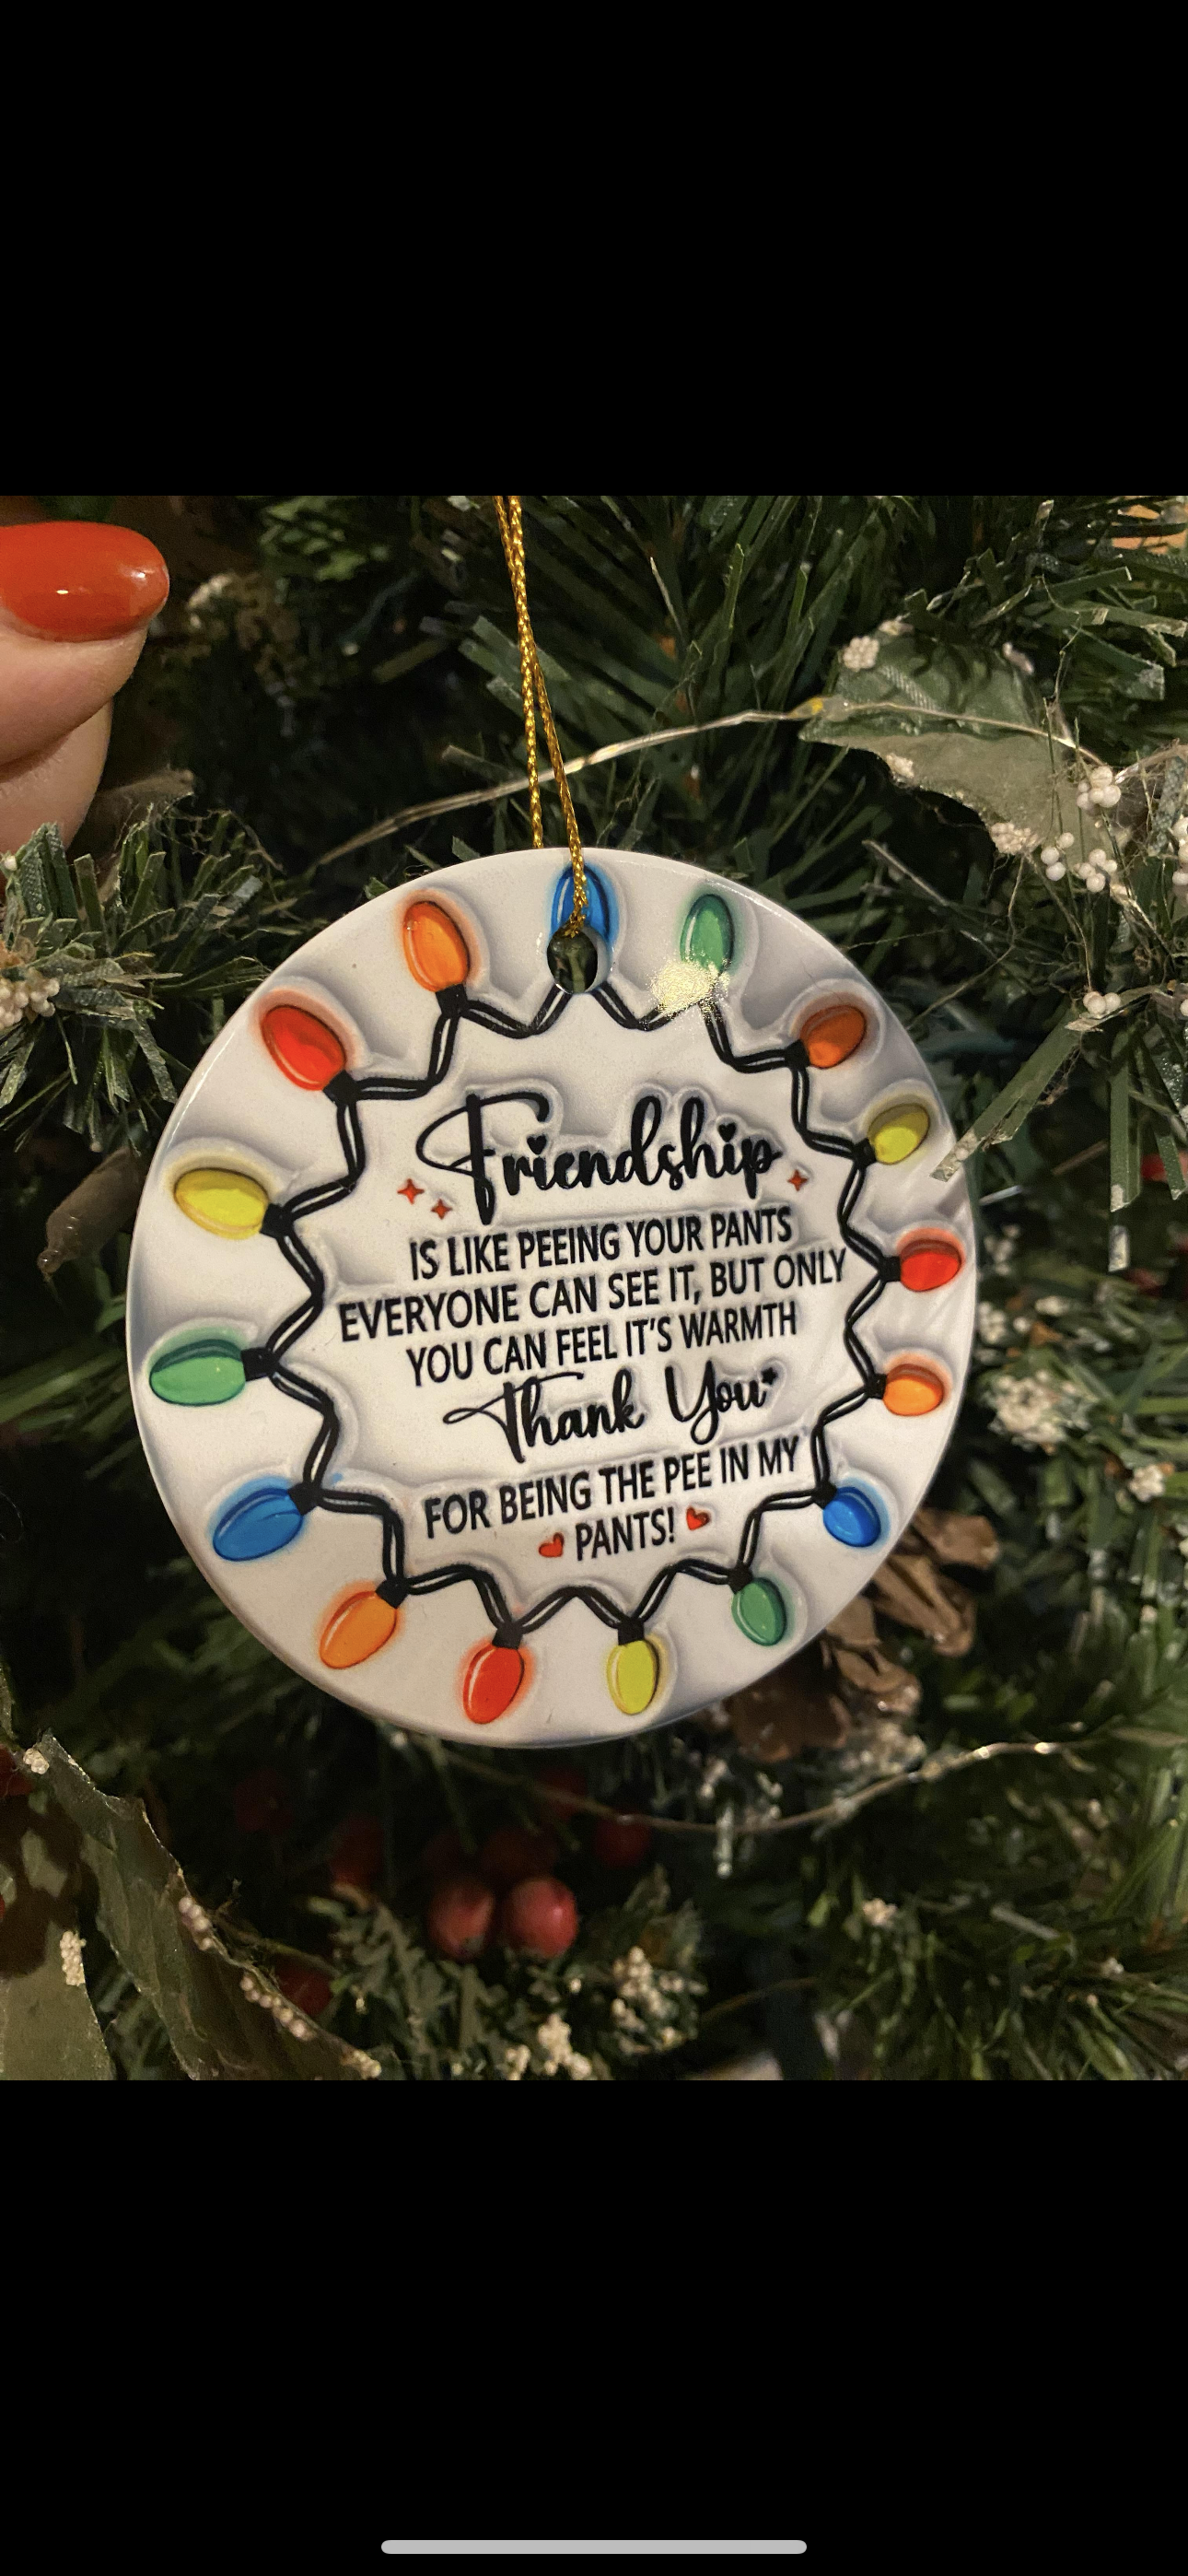 Friendship
IS LIKE PEEING YOUR PANTS
EVERYONE CAN SEE IT, BUT ONLY
YOU CAN FEEL IT'S WARMTH
Thank You
FOR BEING THE PEE IN MY
PANTS!